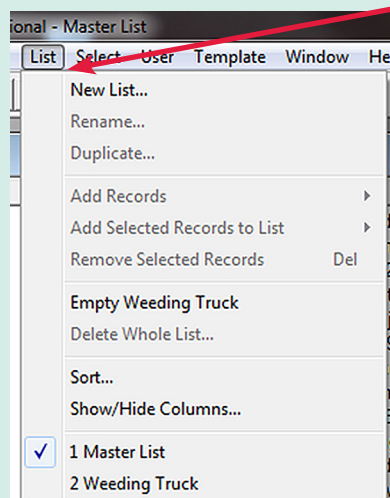 ional - Master List
List Select User Template Window He
New List...
Rename...
Duplicate...
Add Records
Add Selected Records to List
Remove Selected Records Del
Empty Weeding Truck
Delete Whole List...
Sort...
Show/Hide Columns...
1 Master List
2 Weeding Truck